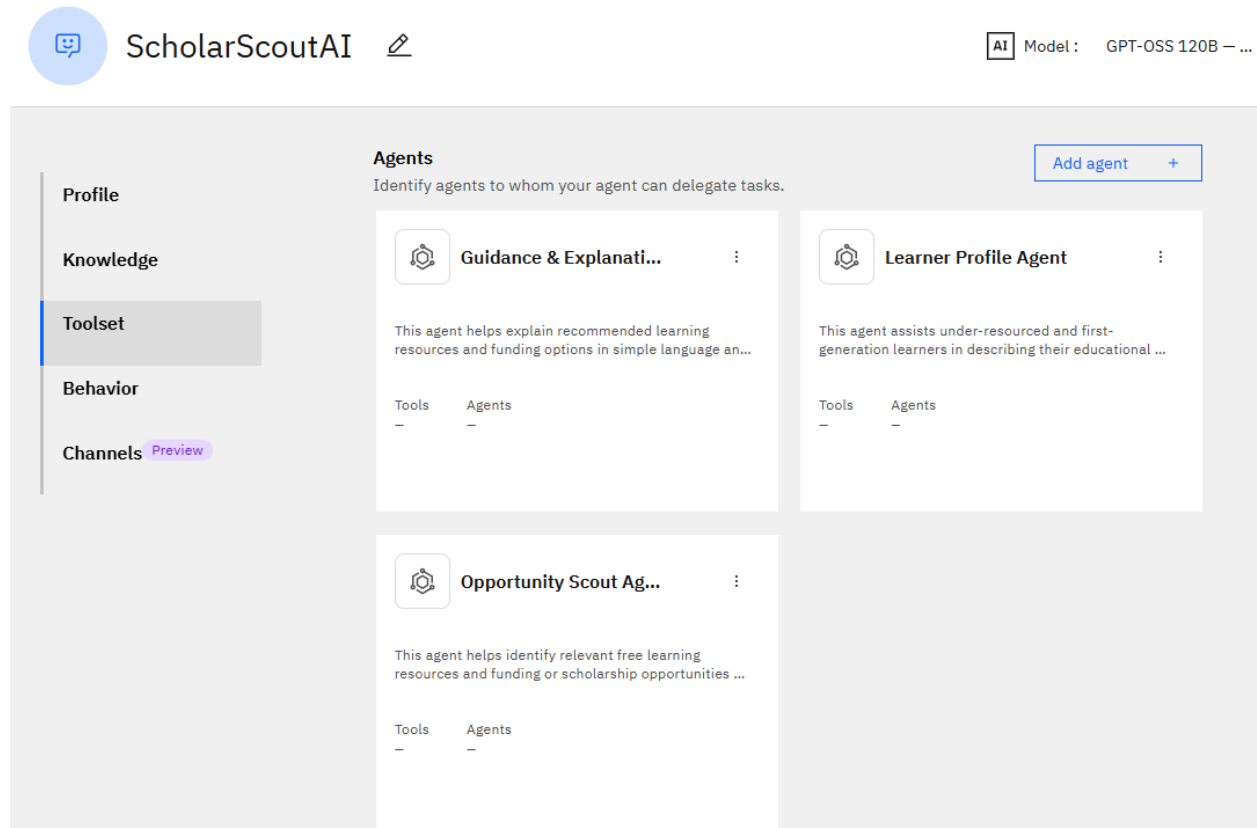 ScholarScoutAI
AI Model : GPT-OSS 120B — ...
Profile
Knowledge
Toolset
Behavior
Channels Preview
Agents
Identify agents to whom your agent can delegate tasks.
Add agent +
Guidance & Explanati...
This agent helps explain recommended learning
resources and funding options in simple language an...
Tools Agents
– –
Learner Profile Agent
This agent assists under-resourced and first-
generation learners in describing their educational ...
Tools Agents
– –
Opportunity Scout Ag...
This agent helps identify relevant free learning
resources and funding or scholarship opportunities ...
Tools Agents
– –